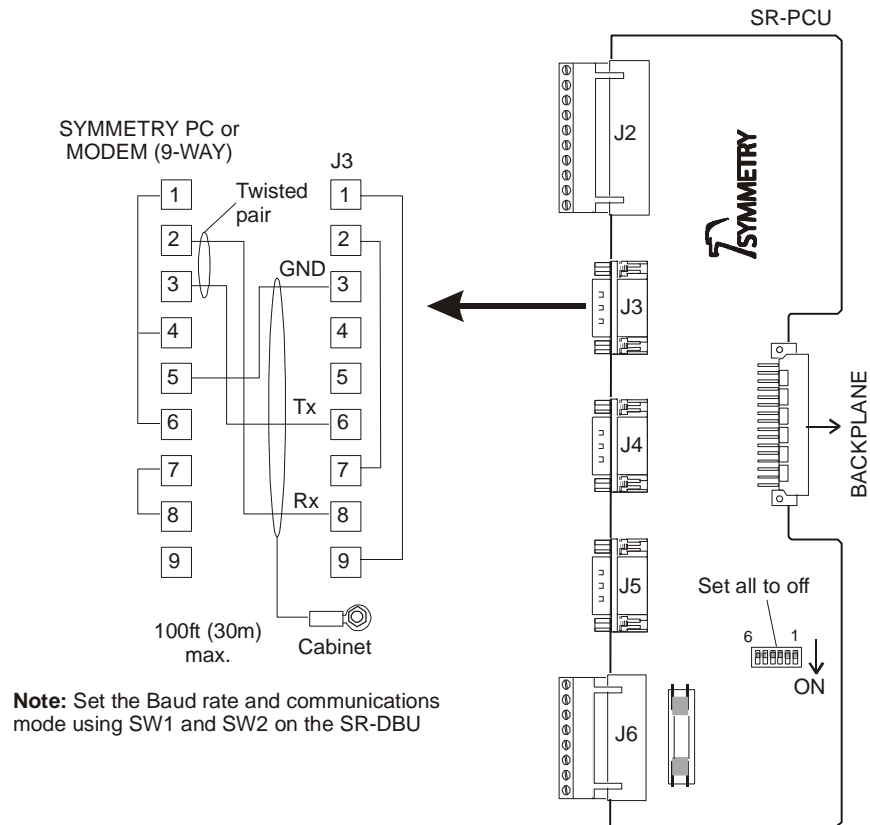 SR-PCU
SYMMETRY PC or
MODEM (9-WAY)
J3
1
2
3
4
5
6
7
8
9
Twisted
pair
GND
Tx
Rx
1
2
3
4
5
6
7
8
9
100ft (30m)
max.
Cabinet
Note: Set the Baud rate and communications
mode using SW1 and SW2 on the SR-DBU
J2
SYMMETRY
J3
J4
J5
J6
BACKPLANE
Set all to off
6 1
ON